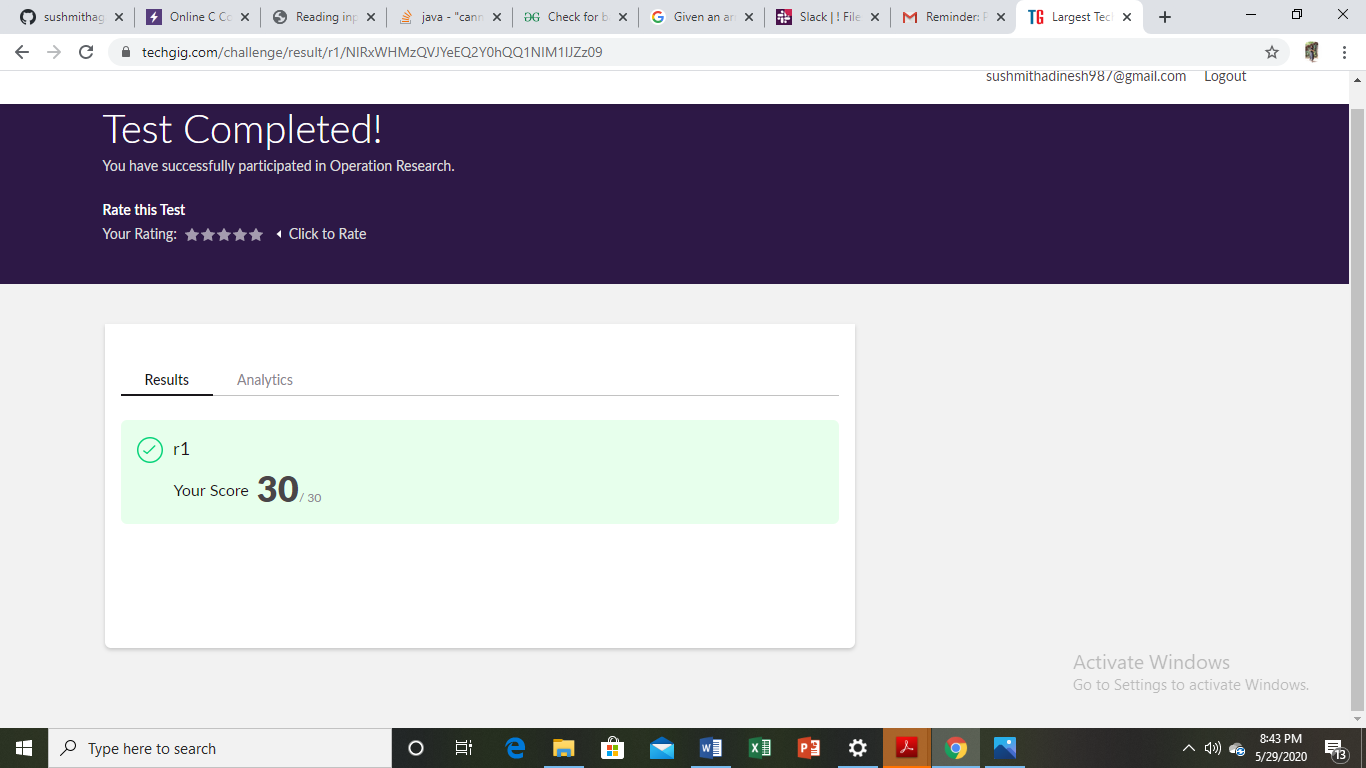 sushmithag
Online C Co
Reading inp
java - "cann
Check for b
Given an arr
Slack | ! File
Reminder: P
TG Largest Tech
techgig.com/challenge/result/r1/NlRxWHMzQVJYeEQ2Y0hQQ1NIM1lJZz09
sushmithadinesh987@gmail.com Logout
Test Completed!
You have successfully participated in Operation Research.
Rate this Test
Your Rating: Click to Rate
Results Analytics
r1
Your Score 30 / 30
Activate Windows
Go to Settings to activate Windows.
Type here to search
8:43 PM
5/29/2020
13